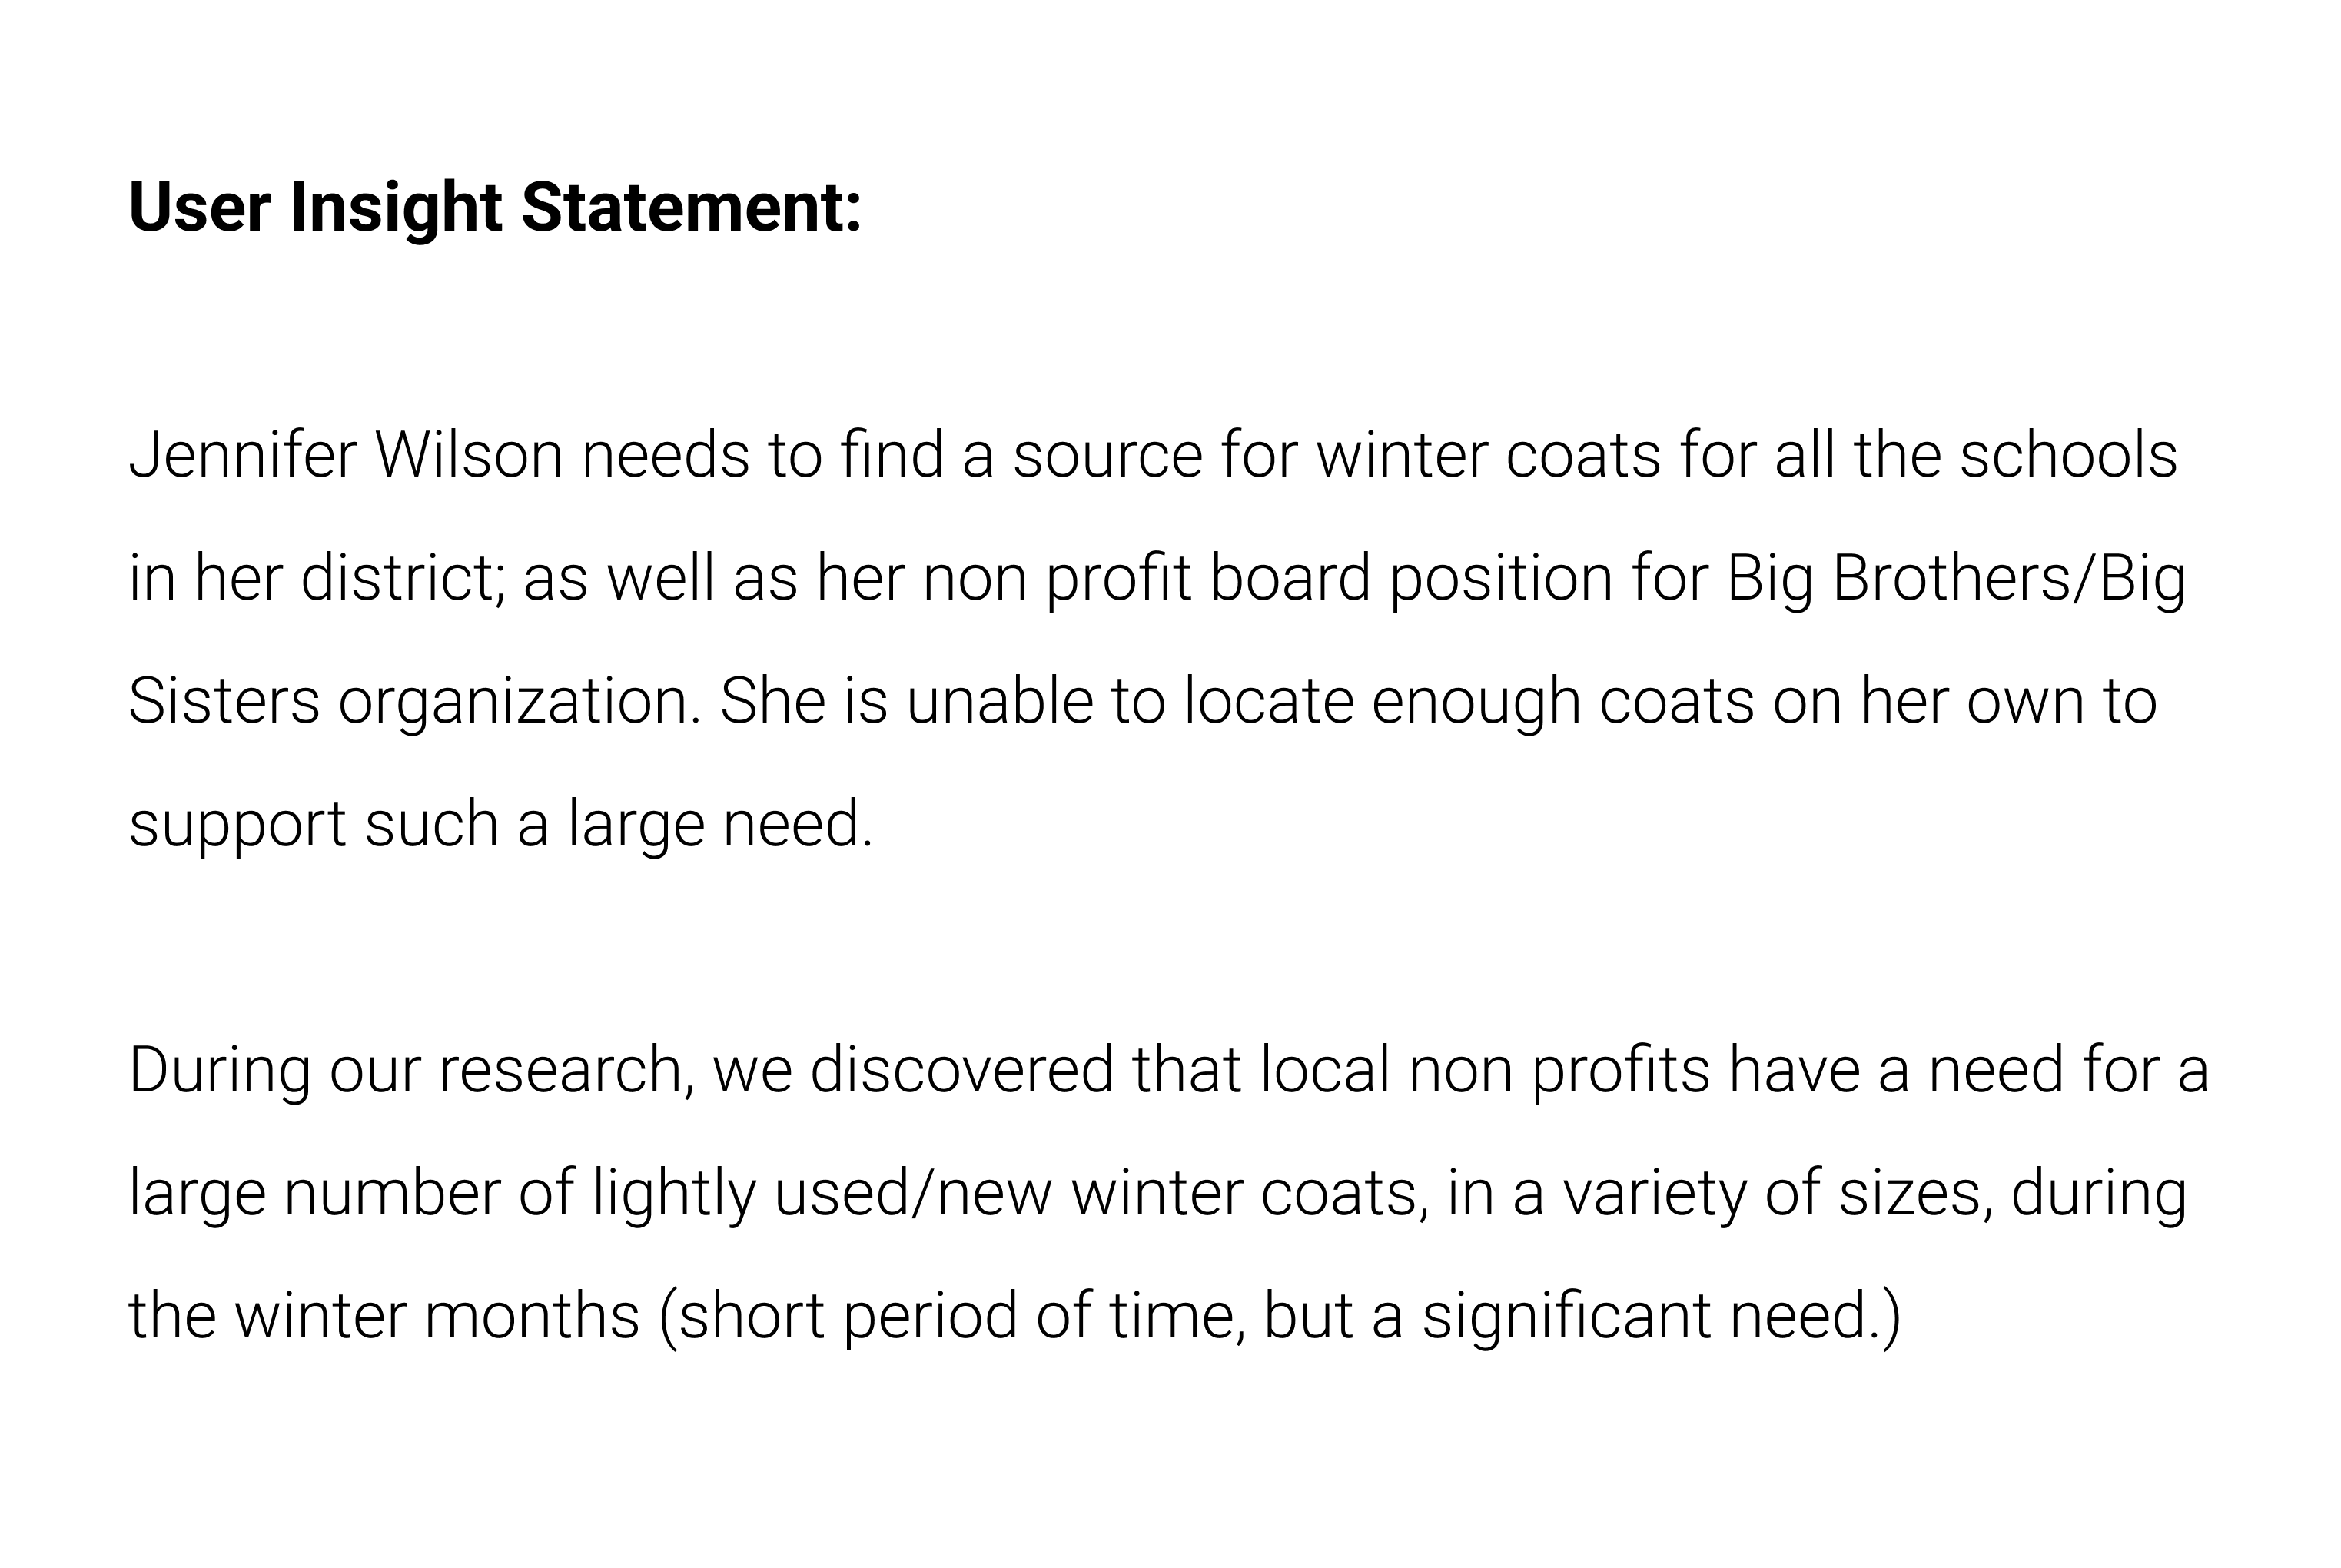 User Insight Statement:
Jennifer Wilson needs to find a source for winter coats for all the schools
in her district; as well as her non profit board position for Big Brothers/Big
Sisters organization. She is unable to locate enough coats on her own to
support such a large need.
During our research, we discovered that local non profits have a need for a
large number of lightly used/new winter coats, in a variety of sizes, during
the winter months (short period of time, but a significant need.)